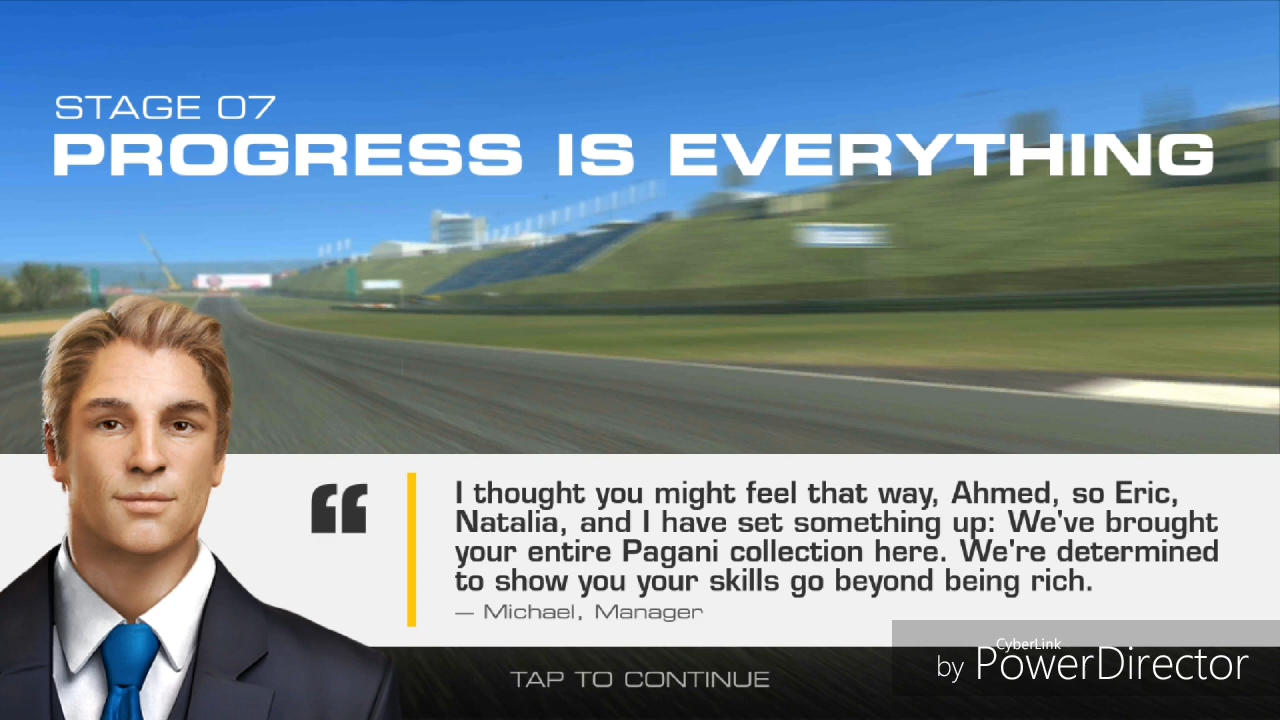 STAGE 07
PROGRESS IS EVERYTHING
“
I thought you might feel that way, Ahmed, so Eric,
Natalia, and I have set something up: We've brought
your entire Pagani collection here. We're determined
to show you your skills go beyond being rich.
— Michael, Manager
TAP TO CONTINUE
CyberLink
by PowerDirector